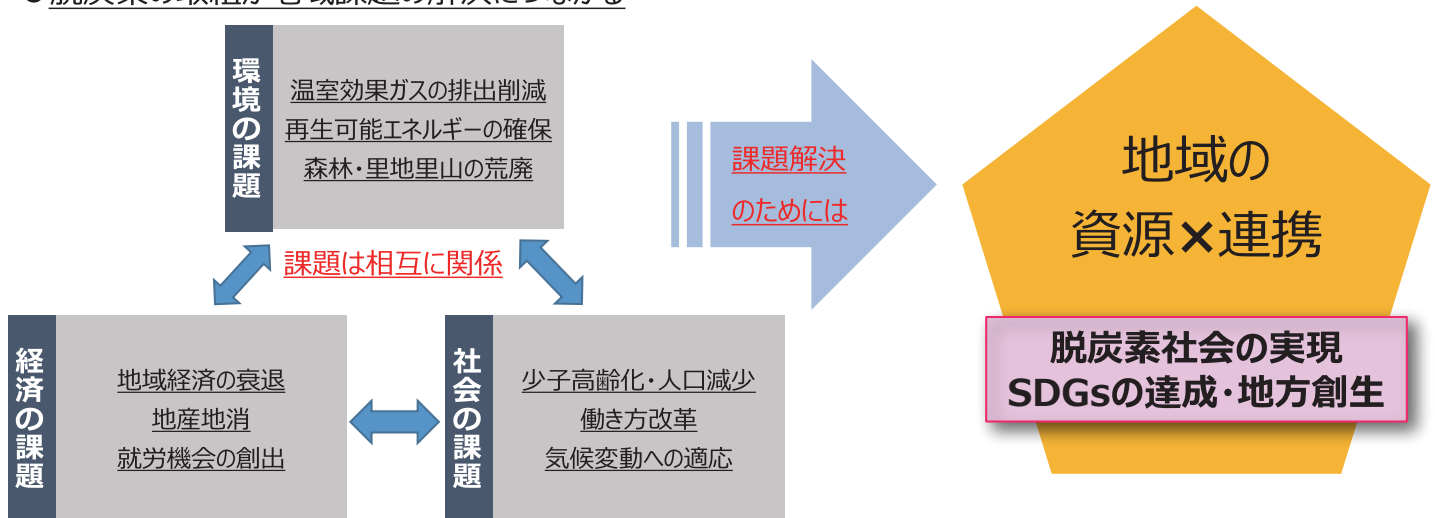 環境の課題
温室効果ガスの排出削減
再生可能エネルギーの確保
森林・里地里山の荒廃
課題は相互に関係
経済の課題
地域経済の衰退
地産地消
就労機会の創出
社会の課題
少子高齢化・人口減少
働き方改革
気候変動への適応
課題解決
のためには
地域の
資源×連携
脱炭素社会の実現
SDGsの達成・地方創生